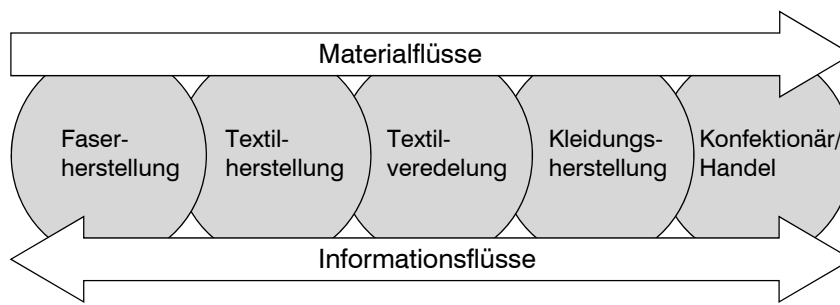 Materialflüsse
Faser-
herstellung
Textil-
herstellung
Textil-
veredelung
Kleidungs-
herstellung
Konfektionär/
Handel
Informationsflüsse